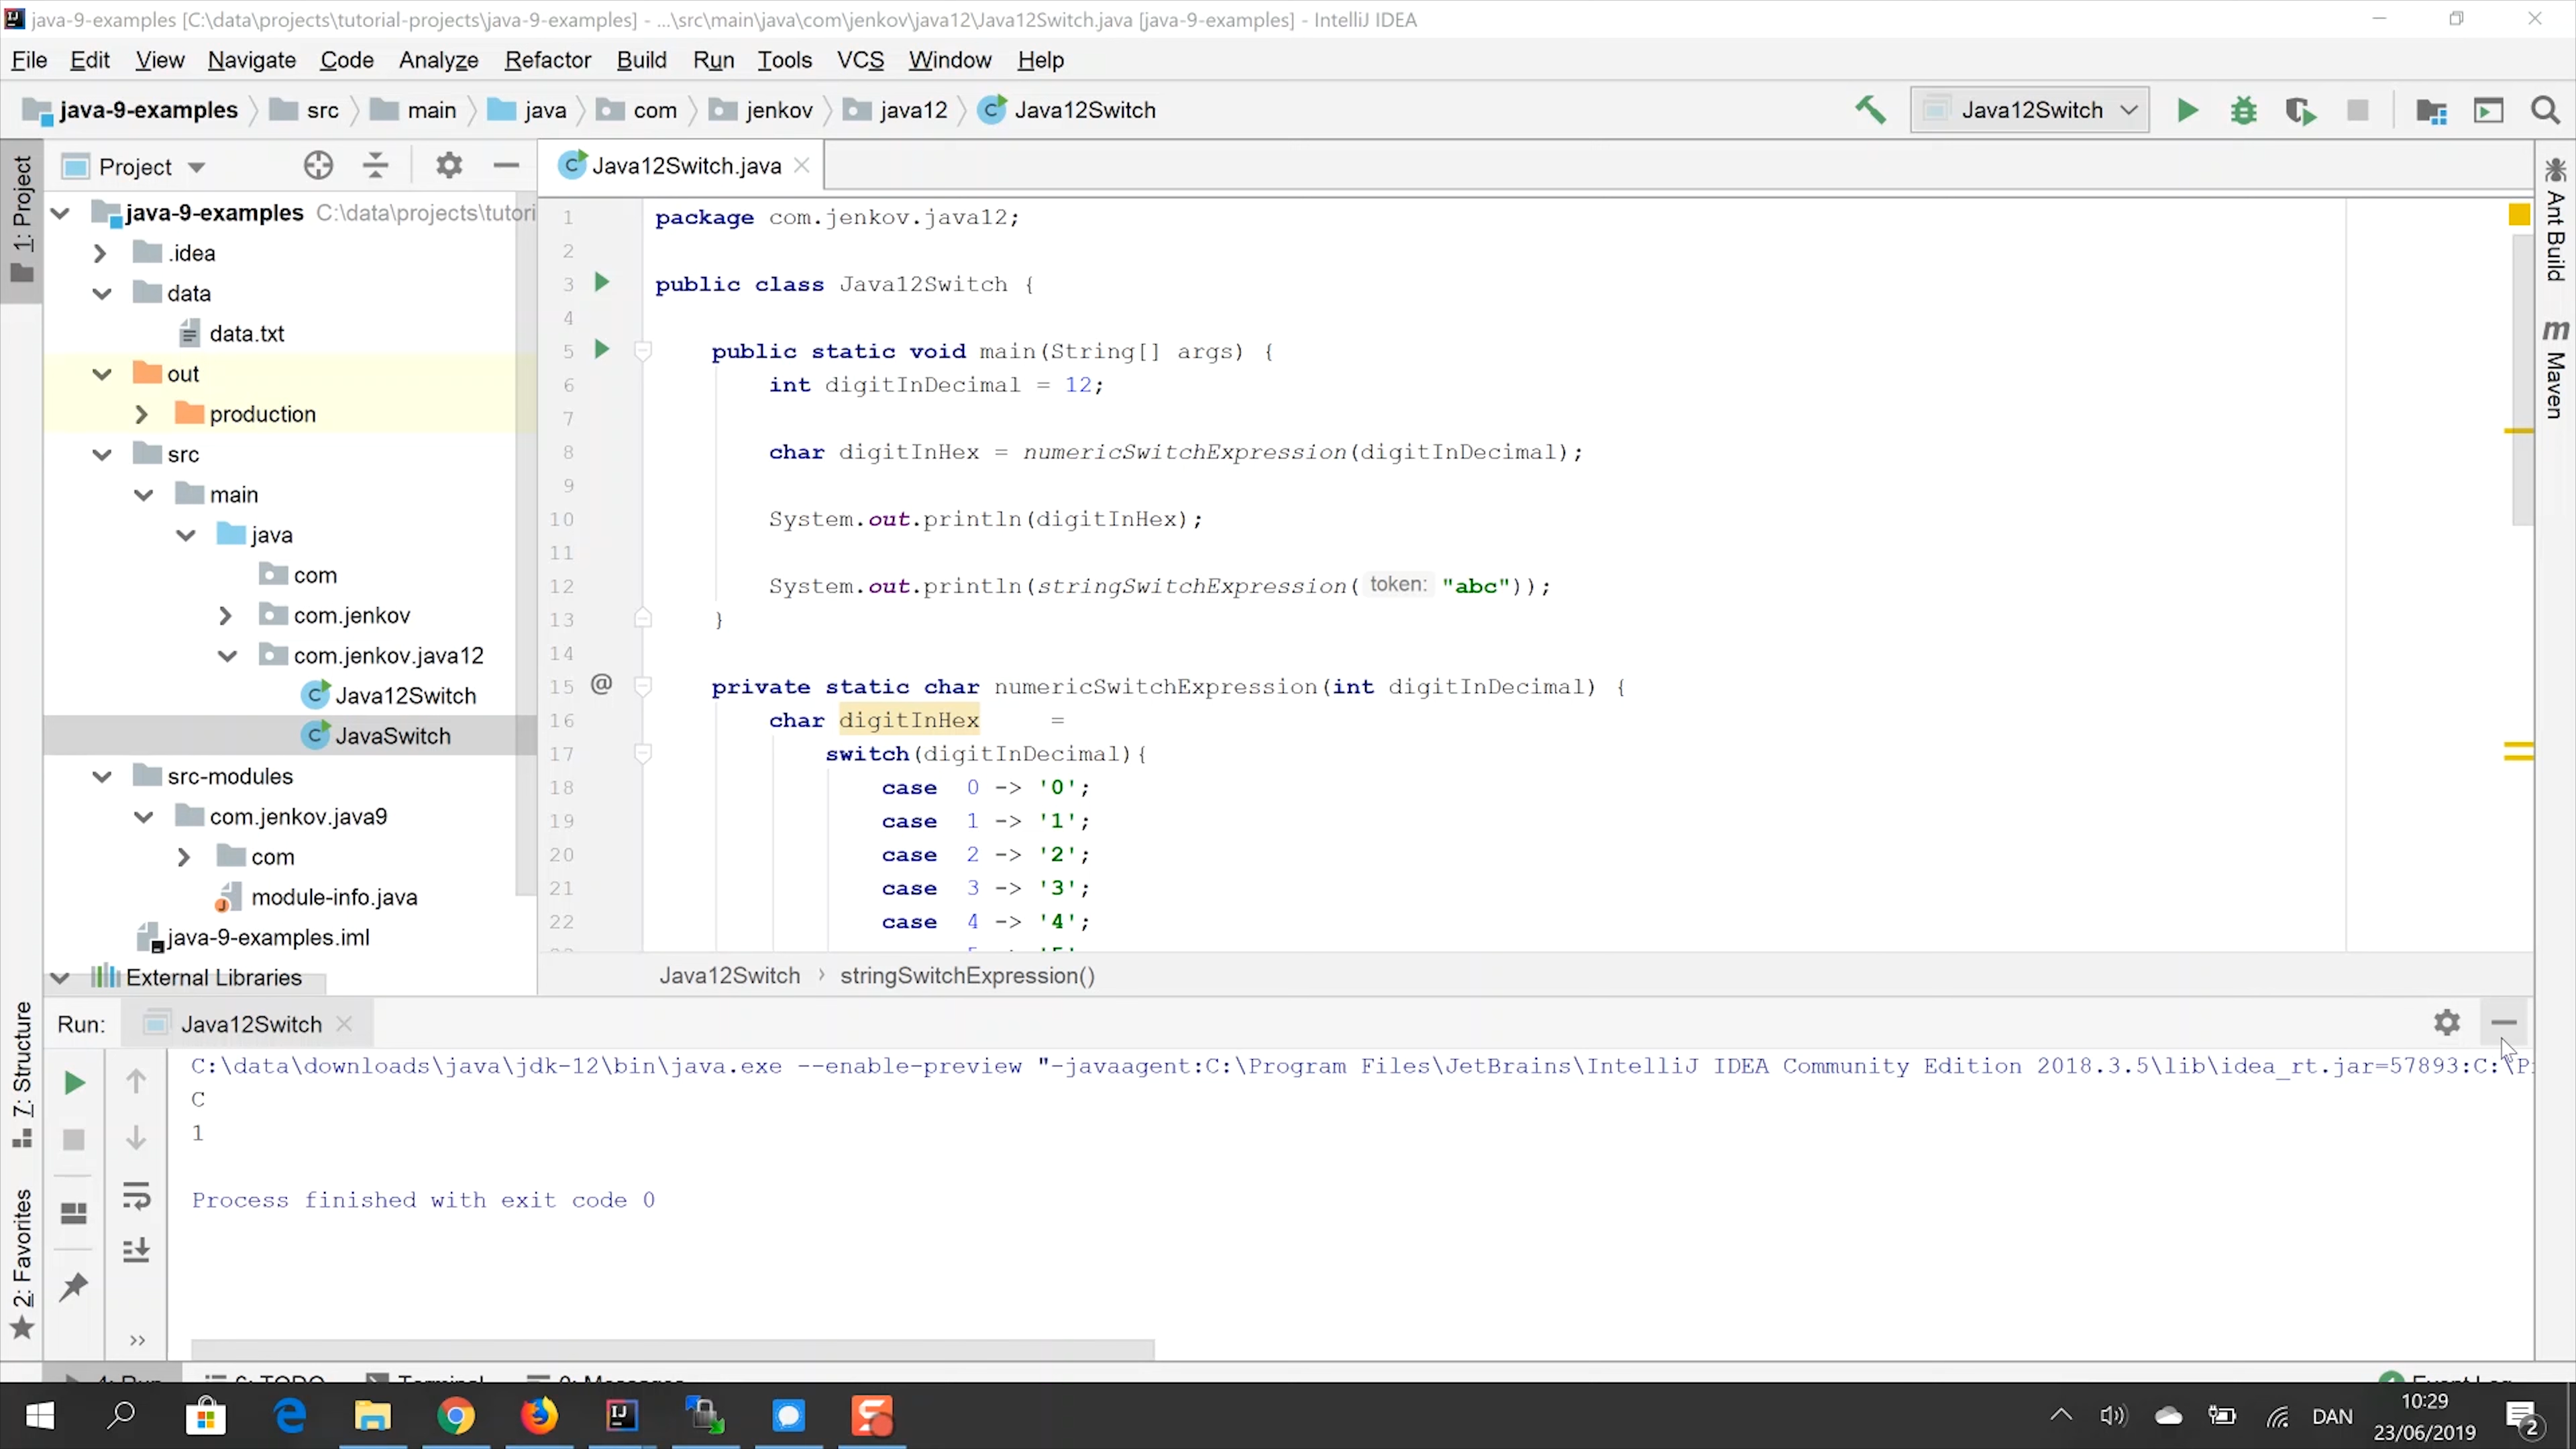 java-9-examples [C:\data\projects\tutorial-projects\java-9-examples] - ...\src\main\java\com\jenkov\java12\Java12Switch.java [java-9-examples] - IntelliJ IDEA
File Edit View Navigate Code Analyze Refactor Build Run Tools VCS Window Help
java-9-examples src main java com jenkov java12 Java12Switch
Java12Switch
1: Project
Project
java-9-examples C:\data\projects\tutori
.idea
data
data.txt
out
production
src
main
java
com
com.jenkov
com.jenkov.java12
Java12Switch
JavaSwitch
src-modules
com.jenkov.java9
com
module-info.java
java-9-examples.iml
External Libraries
Java12Switch.java
1 package com.jenkov.java12;
2
3 public class Java12Switch {
4
5 public static void main(String[] args) {
6 int digitInDecimal = 12;
7
8 char digitInHex = numericSwitchExpression(digitInDecimal);
9
10 System.out.println(digitInHex);
11
12 System.out.println(stringSwitchExpression( token: "abc"));
13 }
14
15 @ private static char numericSwitchExpression(int digitInDecimal) {
16 char digitInHex =
17 switch(digitInDecimal){
18 case 0 -> '0';
19 case 1 -> '1';
20 case 2 -> '2';
21 case 3 -> '3';
22 case 4 -> '4';
Java12Switch › stringSwitchExpression()
Ant Build
Maven
7: Structure
2: Favorites
Run: Java12Switch
C:\data\downloads\java\jdk-12\bin\java.exe --enable-preview "-javaagent:C:\Program Files\JetBrains\IntelliJ IDEA Community Edition 2018.3.5\lib\idea_rt.jar=57893:C:\P
C
1
Process finished with exit code 0
DAN
10:29
23/06/2019
2